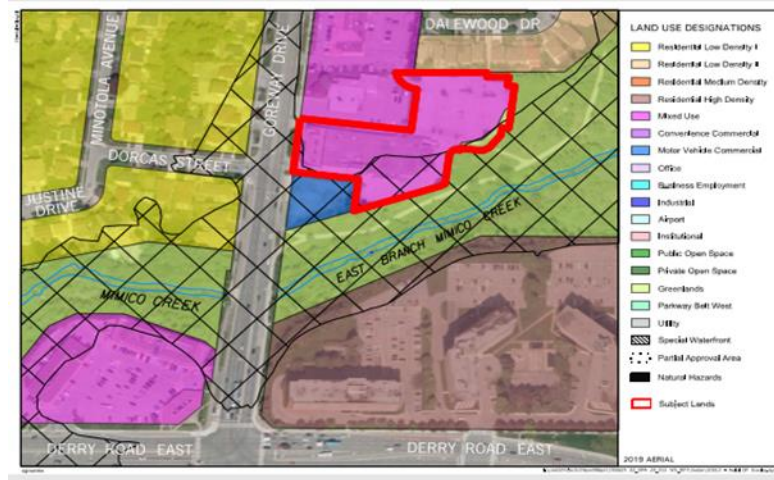 DALEWOOD DR
MINOTOLA AVENUE
GOREWAY DRIVE
DORCAS STREET
JUSTINE
DRIVE
EAST BRANCH MIMICO CREEK
MIMICO CREEK
DERRY ROAD EAST
DERRY ROAD EAST
LAND USE DESIGNATIONS
Residential Low Density I
Residential Low Density II
Residential Medium Density
Residential High Density
Mixed Use
Convenience Commercial
Motor Vehicle Commercial
Office
Business Employment
Industrial
Airport
Institutional
Public Open Space
Private Open Space
Greenlands
Parkway Belt West
Utility
Special Waterfront
Partial Approval Area
Natural Hazards
Subject Lands
2019 AERIAL